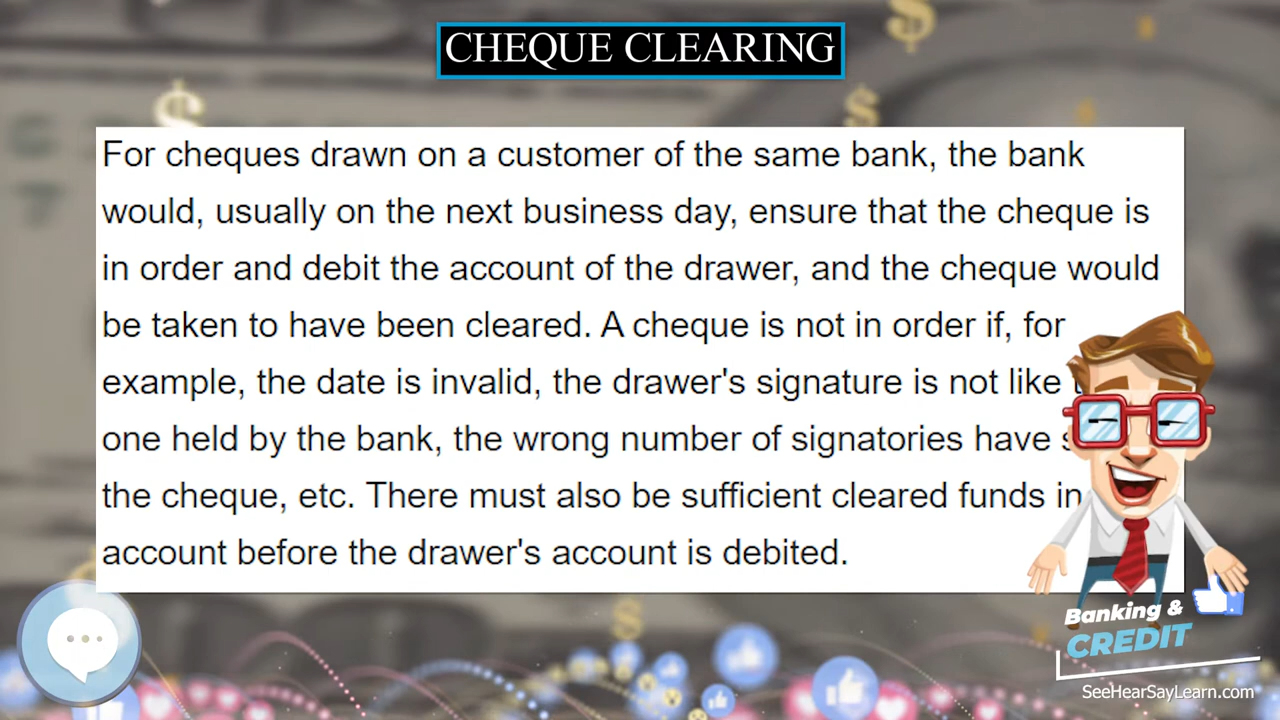 CHEQUE CLEARING
For cheques drawn on a customer of the same bank, the bank
would, usually on the next business day, ensure that the cheque is
in order and debit the account of the drawer, and the cheque would
be taken to have been cleared. A cheque is not in order if, for
example, the date is invalid, the drawer's signature is not like
one held by the bank, the wrong number of signatories have
the cheque, etc. There must also be sufficient cleared funds in
account before the drawer's account is debited.
Banking &
CREDIT
SeeHearSayLearn.com